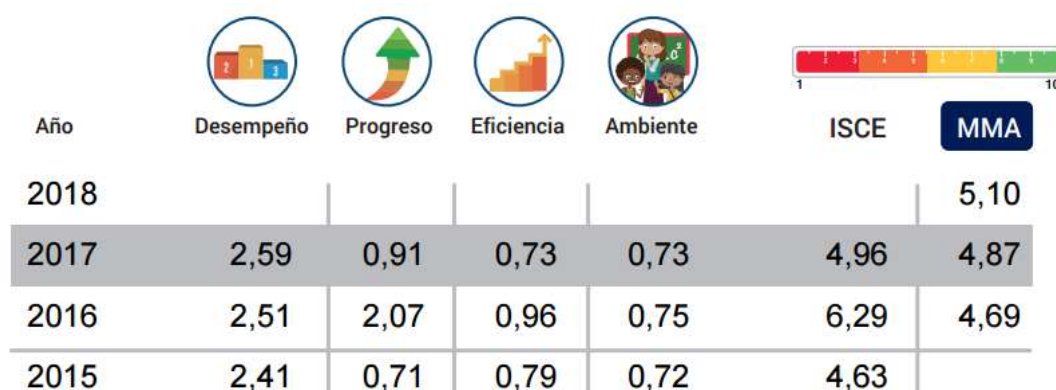 1 10
Año Desempeño Progreso Eficiencia Ambiente ISCE MMA
2018 5,10
2017 2,59 0,91 0,73 0,73 4,96 4,87
2016 2,51 2,07 0,96 0,75 6,29 4,69
2015 2,41 0,71 0,79 0,72 4,63